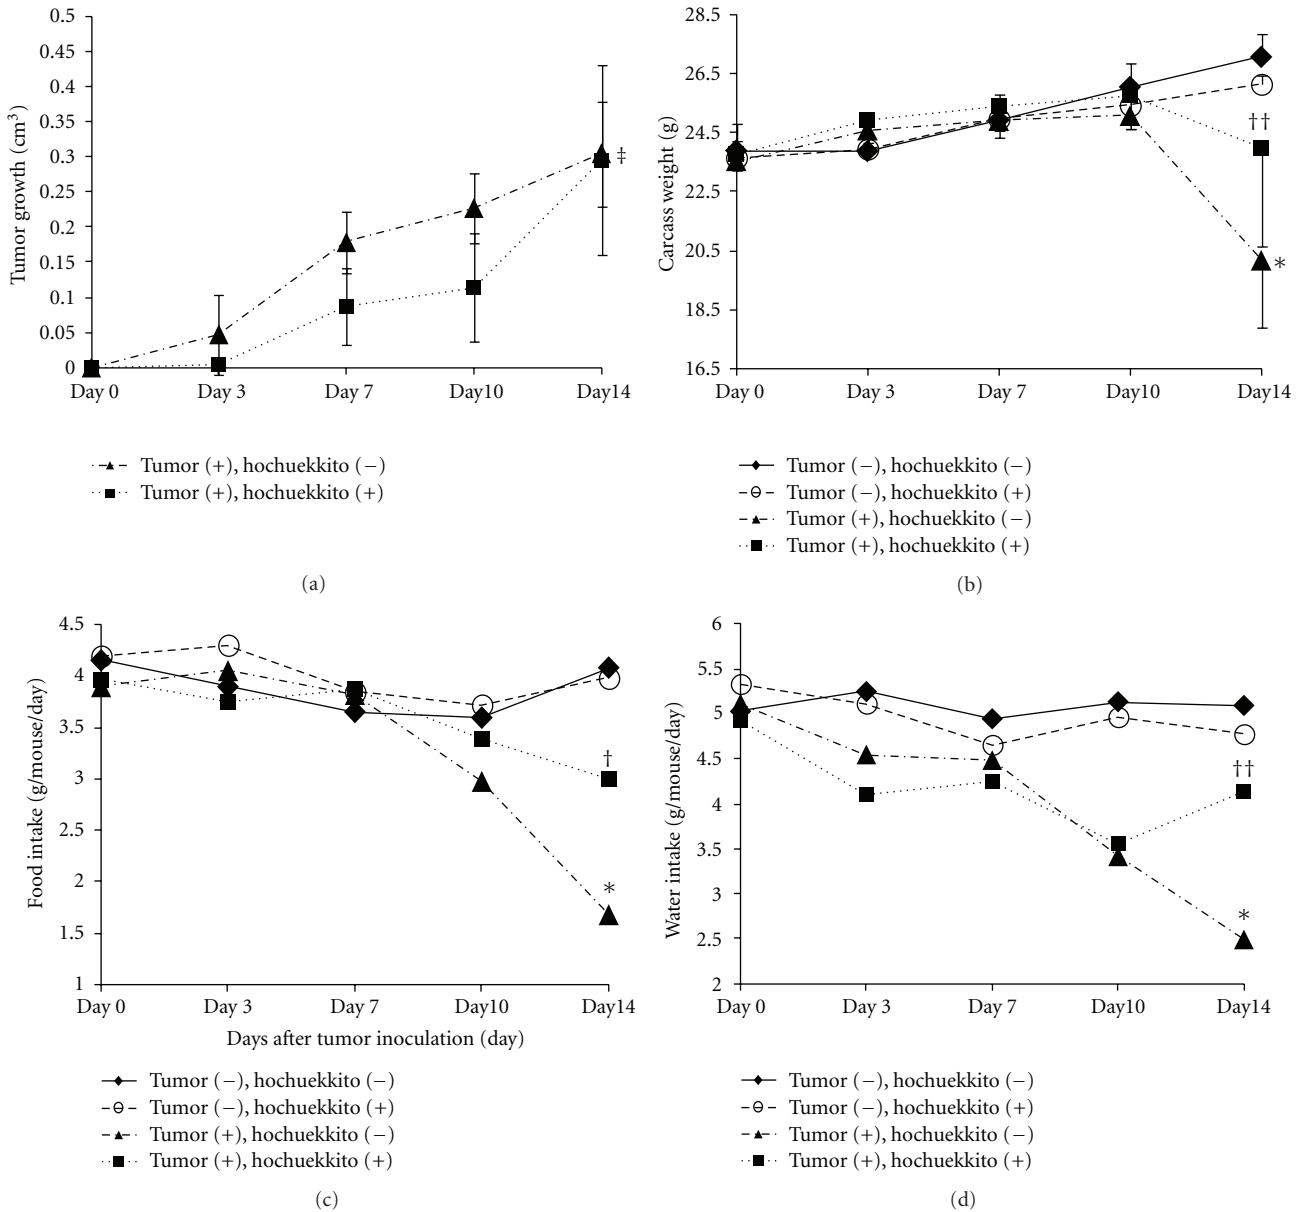 0.5
0.45
0.4
0.35
0.3
0.25
0.2
0.15
0.1
0.05
0
Tumor growth (cm³)
‡
Day 0 Day 3 Day 7 Day10 Day14
Tumor (+), hochuekkito (−)
Tumor (+), hochuekkito (+)
(a)
28.5
26.5
24.5
22.5
20.5
18.5
16.5
Carcass weight (g)
††
*
Day 0 Day 3 Day 7 Day10 Day14
Tumor (−), hochuekkito (−)
Tumor (−), hochuekkito (+)
Tumor (+), hochuekkito (−)
Tumor (+), hochuekkito (+)
(b)
4.5
4
3.5
3
2.5
2
1.5
1
Food intake (g/mouse/day)
†
*
Day 0 Day 3 Day 7 Day10 Day14
Days after tumor inoculation (day)
Tumor (−), hochuekkito (−)
Tumor (−), hochuekkito (+)
Tumor (+), hochuekkito (−)
Tumor (+), hochuekkito (+)
(c)
6
5.5
5
4.5
4
3.5
3
2.5
2
Water intake (g/mouse/day)
††
*
Day 0 Day 3 Day 7 Day10 Day14
Tumor (−), hochuekkito (−)
Tumor (−), hochuekkito (+)
Tumor (+), hochuekkito (−)
Tumor (+), hochuekkito (+)
(d)